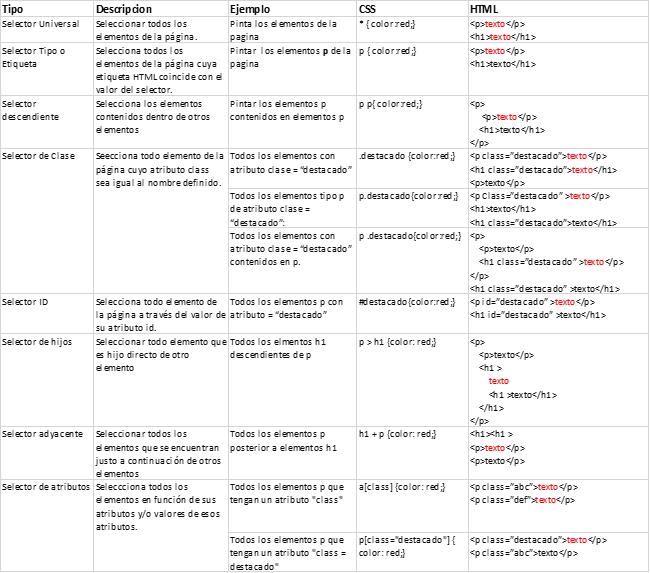 Tipo Descripcion Ejemplo CSS HTML
Selector Universal Seleccionar todos los Pinta los elementos de la * { color:red;} <p>texto</p>
elementos de la página. pagina <h1>texto</h1>
Selector Tipo o Selecciona todos los Pintar los elementos p de la p { color:red;} <p>texto</p>
Etiqueta elementos de la página cuya pagina <h1>texto</h1>
etiqueta HTML coincide con el
valor del selector.
Selector Selecciona los elementos Pintar los elementos p p p{ color:red;} <p>
descendiente contenidos dentro de otros contenidos en elementos p <p>texto</p>
elementos <h1>texto</h1>
</p>
Selector de Clase Seecciona todo elemento de la Todos los elementos con .destacado {color:red;} <p class="destacado">texto</p>
página cuyo atributo class atributo clase = “destacado” <h1 class="destacado">texto</h1>
sea igual al nombre definido. <p>texto</p>
Todos los elementos tipo p p.destacado{color:red;} <p Class=”destacado” >texto</p>
de atributo clase = <h1>texto</h1>
“destacado”: <h1 class=”destacado”>texto</h1>
Todos los elementos con p .destacado{color:red;} <p>
atributo clase = “destacado” <p>texto</p>
contenidos en p. <h1 class=”destacado” >texto</p>
</p>
<h1 class=”destacado” >texto</h1>
Selector ID Selecciona todo elemento de Todos los elementos p con #destacado{color:red;} <p id=”destacado” >texto</p>
la página a través del valor de atributo = “destacado” <h1 id=”destacado” >texto</h1>
su atributo id.
Selector de hijos Seleccionar todo elemento que Todos los elmentos h1 p > h1 {color: red;} <p>
es hijo directo de otro descendientes de p <p>texto</p>
elemento <h1 >
texto
<h1 >texto</h1>
</h1>
</p>
Selector adyacente Seleccionar todos los Todos los elementos p h1 + p {color: red;} <h1><h1 >
elementos que se encuentran posterior a elementos h1 <p>texto</p>
justo a continuación de otros <p>texto</p>
elementos
Selector de atributos Seleccciona todos los Todos los elementos p que a[class] {color: red;} <p class=”abc”>texto</p>
elementos en función de sus tengan un atributo "class" <p class=”def”>texto</p>
atributos y/o valores de esos
atributos.
Todos los elementos p que p[class="destacado"] { <p class=”destacado”>texto</p>
tengan un atributo "class = color: red;} <p class=”abc”>texto</p>
destacado"